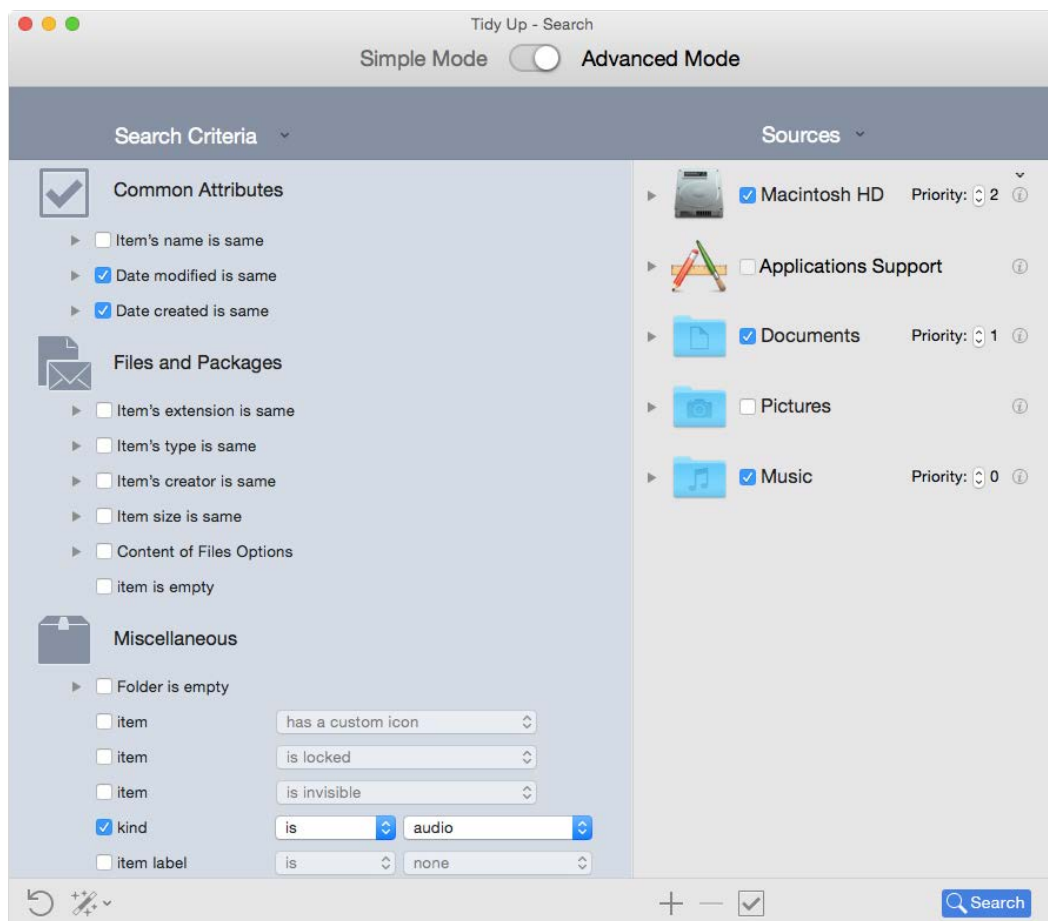 Tidy Up - Search
Simple Mode Advanced Mode
Search Criteria
Sources
Common Attributes
Item's name is same
Date modified is same
Date created is same
Files and Packages
Item's extension is same
Item's type is same
Item's creator is same
Item size is same
Content of Files Options
item is empty
Miscellaneous
Folder is empty
item has a custom icon
item is locked
item is invisible
kind is audio
item label is none
Macintosh HD Priority: 2
Applications Support
Documents Priority: 1
Pictures
Music Priority: 0
Search